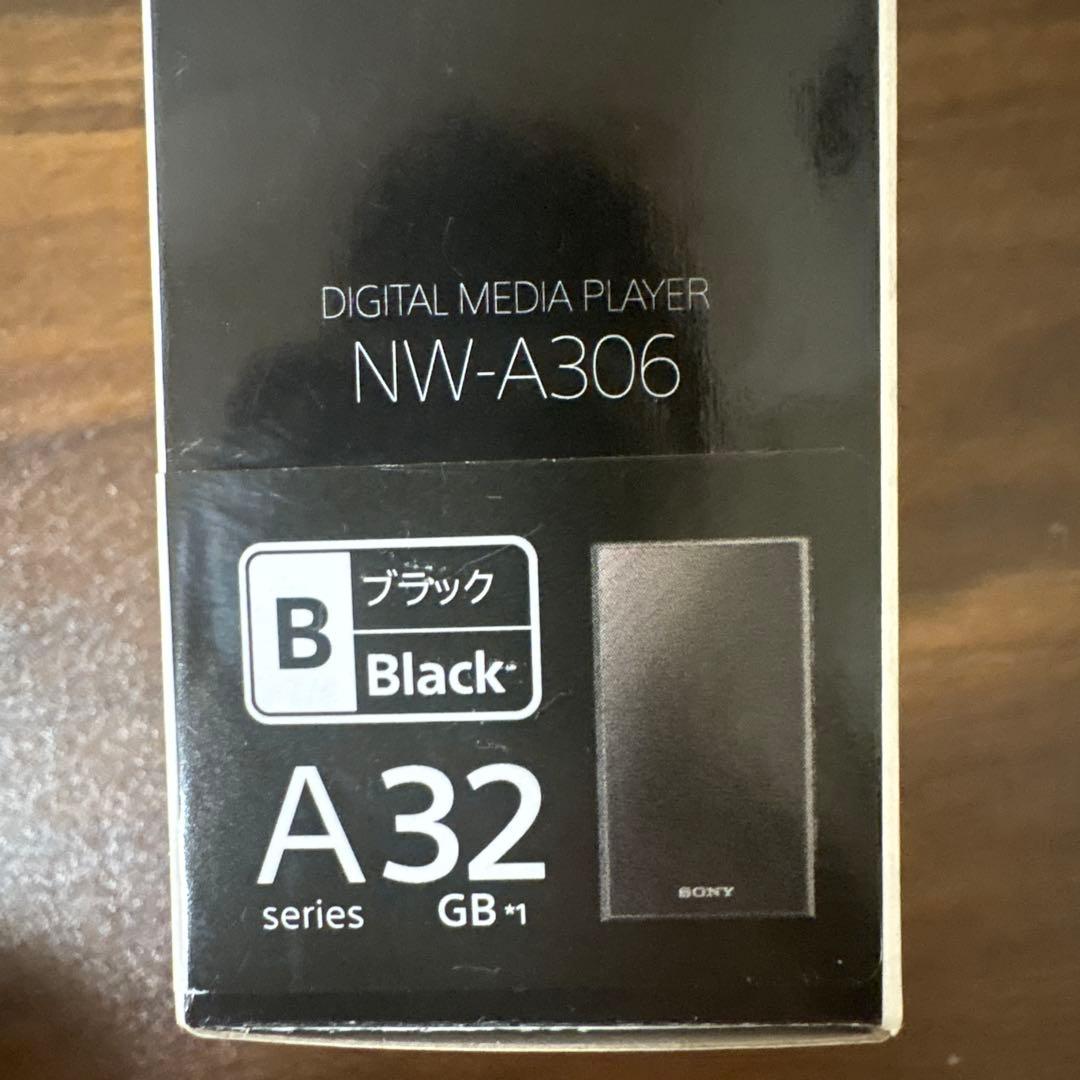 DIGITAL MEDIA PLAYER
NW-A306
B
ブラック
Black
A 32
series GB *1
SONY